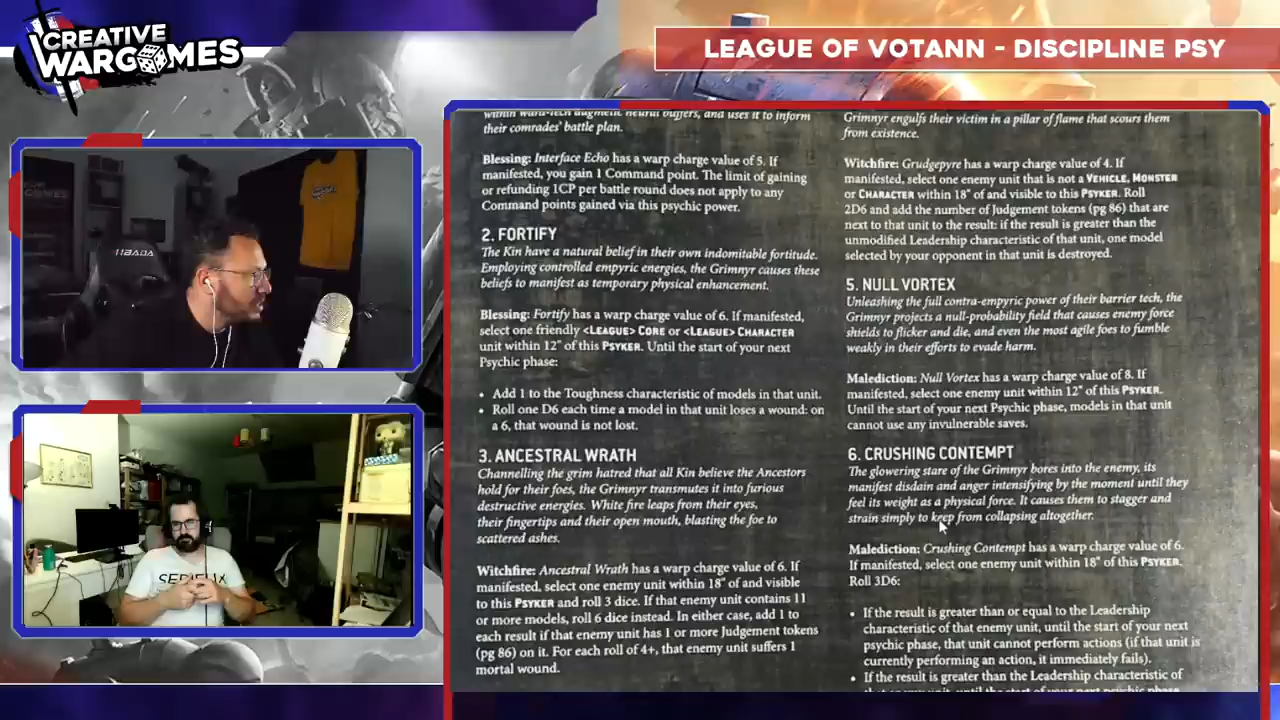 CREATIVE
WARGAMES
LEAGUE OF VOTANN - DISCIPLINE PSY
HBADA
SERIEUX
within ward-tech augmetic neural buffers, and uses it to inform
their comrades' battle plan.
Blessing: Interface Echo has a warp charge value of 5. If
manifested, you gain 1 Command point. The limit of gaining
or refunding 1CP per battle round does not apply to any
Command points gained via this psychic power.
2. FORTIFY
The Kin have a natural belief in their own indomitable fortitude.
Employing controlled empyric energies, the Grimnyr causes these
beliefs to manifest as temporary physical enhancement.
Blessing: Fortify has a warp charge value of 6. If manifested,
select one friendly <LEAGUE> CORE or <LEAGUE> CHARACTER
unit within 12" of this PSYKER. Until the start of your next
Psychic phase:
• Add 1 to the Toughness characteristic of models in that unit.
• Roll one D6 each time a model in that unit loses a wound: on
a 6, that wound is not lost.
3. ANCESTRAL WRATH
Channelling the grim hatred that all Kin believe the Ancestors
hold for their foes, the Grimnyr transmutes it into furious
destructive energies. White fire leaps from their eyes,
their fingertips and their open mouth, blasting the foe to
scattered ashes.
Witchfire: Ancestral Wrath has a warp charge value of 6. If
manifested, select one enemy unit within 18" of and visible
to this PSYKER and roll 3 dice. If that enemy unit contains 11
or more models, roll 6 dice instead. In either case, add 1 to
each result if that enemy unit has 1 or more Judgement tokens
(pg 86) on it. For each roll of 4+, that enemy unit suffers 1
mortal wound.
Grimnyr engulfs their victim in a pillar of flame that scours them
from existence.
Witchfire: Grudgepyre has a warp charge value of 4. If
manifested, select one enemy unit that is not a VEHICLE, MONSTER
or CHARACTER within 18" of and visible to this PSYKER. Roll
2D6 and add the number of Judgement tokens (pg 86) that are
next to that unit to the result: if the result is greater than the
unmodified Leadership characteristic of that unit, one model
selected by your opponent in that unit is destroyed.
5. NULL VORTEX
Unleashing the full contra-empyric power of their barrier tech, the
Grimnyr projects a null-probability field that causes enemy force
shields to flicker and die, and even the most agile foes to fumble
weakly in their efforts to evade harm.
Malediction: Null Vortex has a warp charge value of 8. If
manifested, select one enemy unit within 12" of this PSYKER.
Until the start of your next Psychic phase, models in that unit
cannot use any invulnerable saves.
6. CRUSHING CONTEMPT
The glowering stare of the Grimnyr bores into the enemy, its
manifest disdain and anger intensifying by the moment until they
feel its weight as a physical force. It causes them to stagger and
strain simply to keep from collapsing altogether.
Malediction: Crushing Contempt has a warp charge value of 6.
If manifested, select one enemy unit within 18" of this PSYKER.
Roll 3D6:
• If the result is greater than or equal to the Leadership
characteristic of that enemy unit, until the start of your next
psychic phase, that unit cannot perform actions (if that unit is
currently performing an action, it immediately fails).
• If the result is greater than the Leadership characteristic of